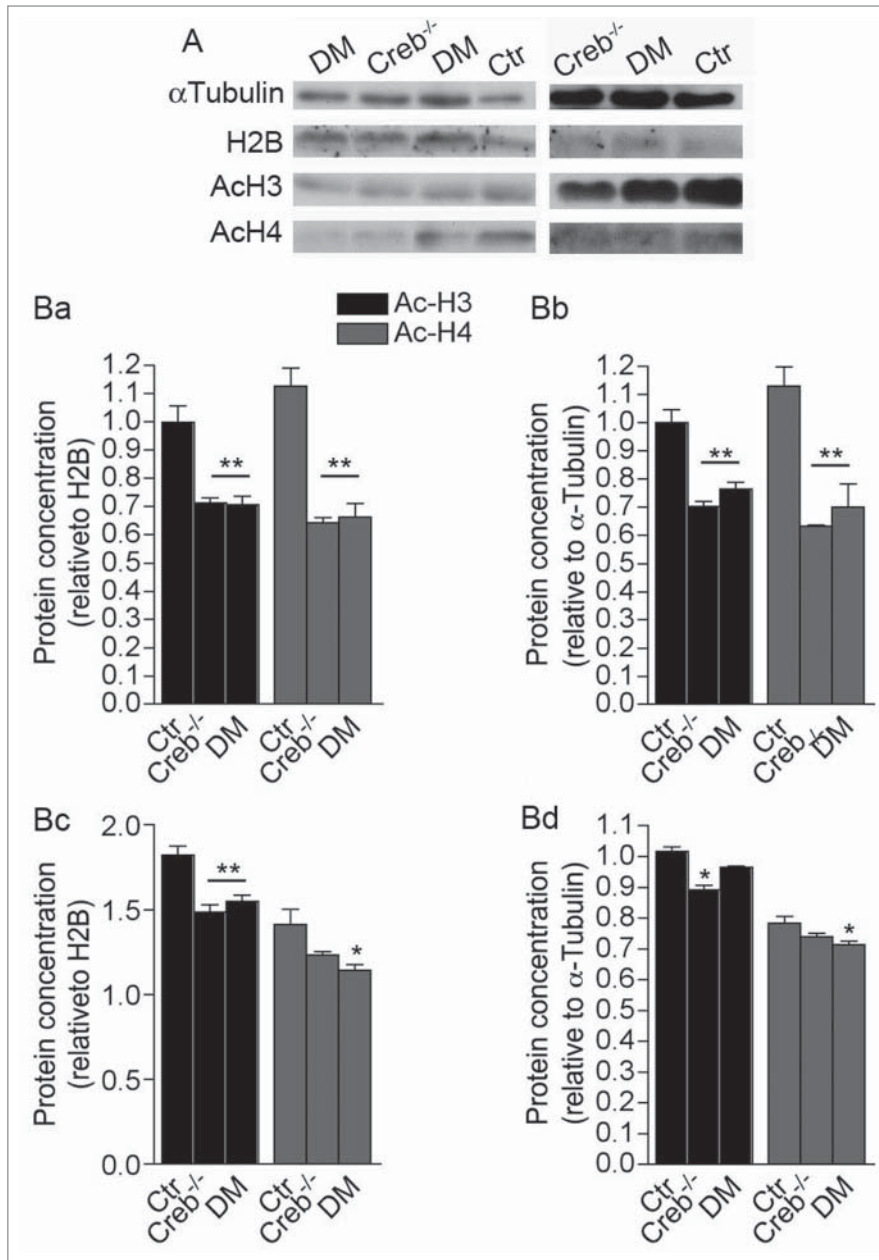 A
DM Creb-/- DM Ctr Creb-/- DM Ctr
αTubulin
H2B
AcH3
AcH4
Ba
Ac-H3
Ac-H4
Bb
Protein concentration
(relativeto H2B)
1.2
1.1
1.0
0.9
0.8
0.7
0.6
0.5
0.4
0.3
0.2
0.1
0.0
** **
Ctr Creb-/- DM Ctr Creb-/- DM
Protein concentration
(relative to α-Tubulin)
1.2
1.1
1.0
0.9
0.8
0.7
0.6
0.5
0.4
0.3
0.2
0.1
0.0
** **
Ctr Creb-/- DM Ctr Creb-/- DM
Bc
Protein concentration
(relativeto H2B)
2.0
1.5
1.0
0.5
0.0
** *
Ctr Creb-/- DM Ctr Creb-/- DM
Bd
Protein concentration
(relative to α-Tubulin)
1.1
1.0
0.9
0.8
0.7
0.6
0.5
0.4
0.3
0.2
0.1
0.0
* *
Ctr Creb-/- DM Ctr Creb-/- DM